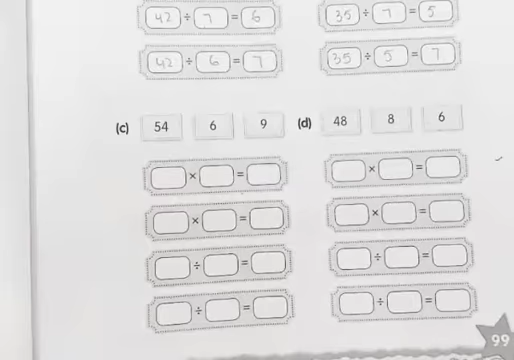 42 ÷ 7 = 6
35 ÷ 7 = 5
42 ÷ 6 = 7
35 ÷ 5 = 7
(c) 54 6 9
(d) 48 8 6
× =
× =
× =
× =
÷ =
÷ =
÷ =
÷ =
99